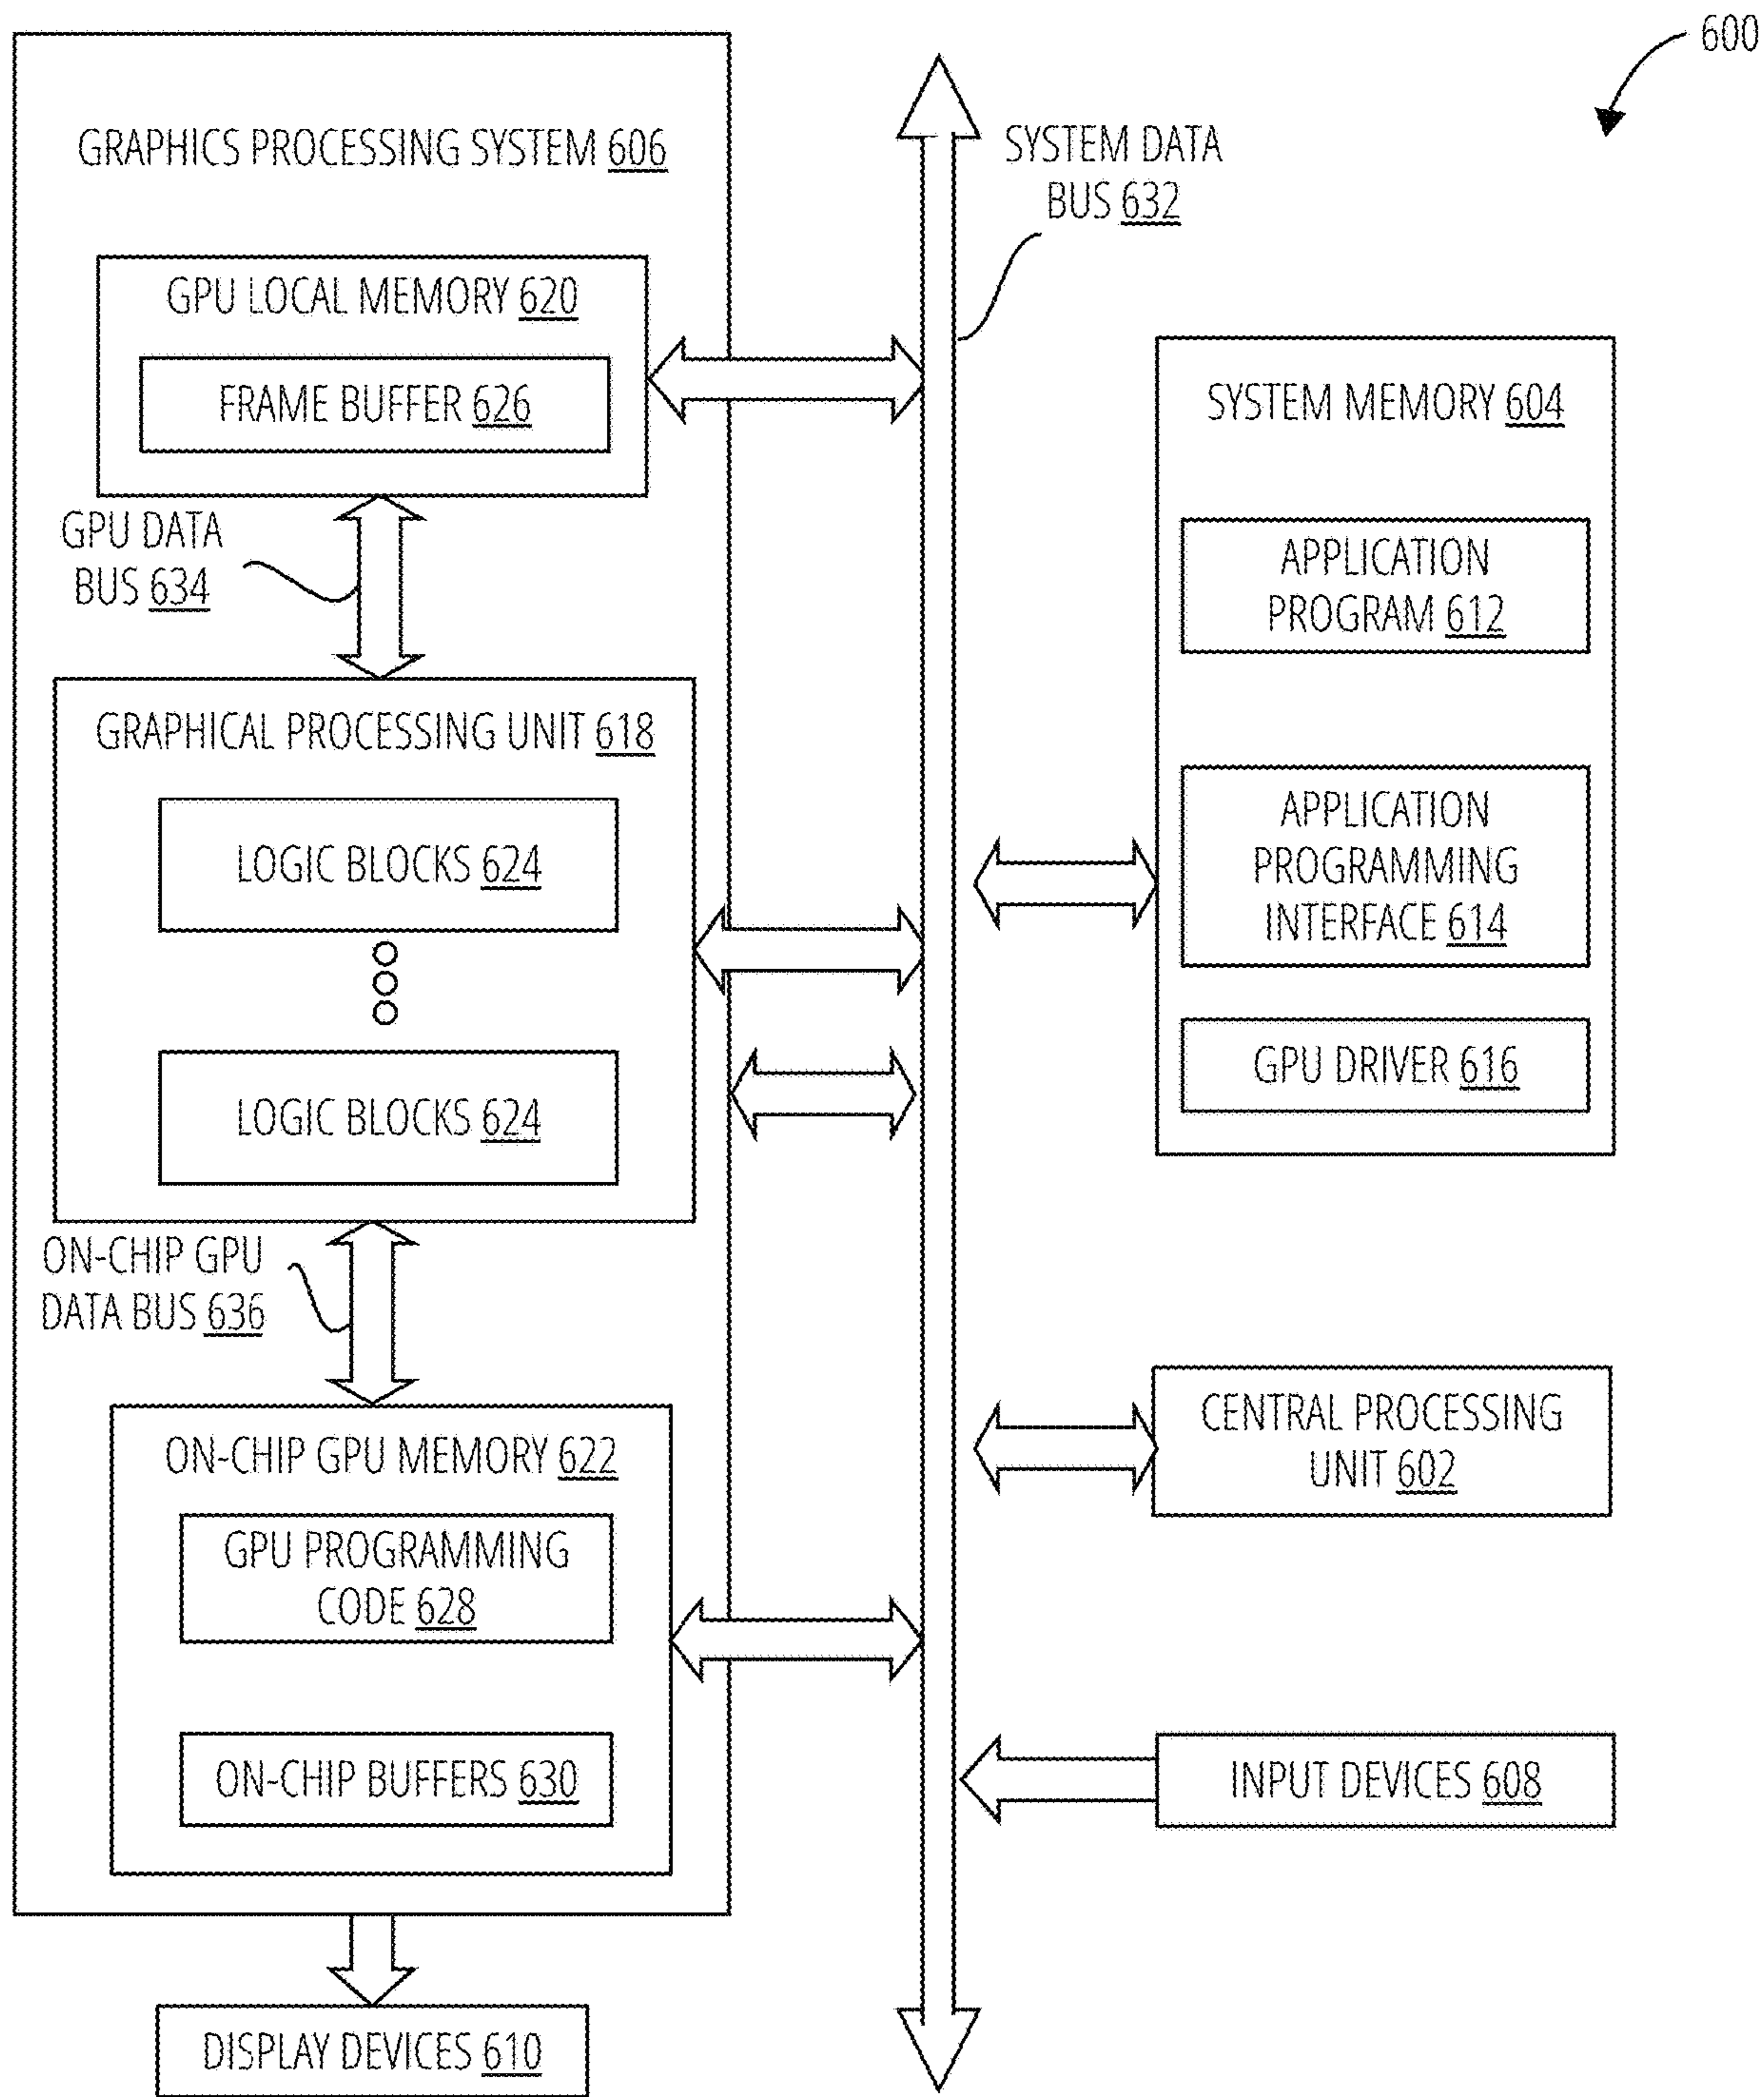 600
GRAPHICS PROCESSING SYSTEM 606
SYSTEM DATA
BUS 632
GPU LOCAL MEMORY 620
FRAME BUFFER 626
GPU DATA
BUS 634
GRAPHICAL PROCESSING UNIT 618
LOGIC BLOCKS 624
LOGIC BLOCKS 624
ON-CHIP GPU
DATA BUS 636
ON-CHIP GPU MEMORY 622
GPU PROGRAMMING
CODE 628
ON-CHIP BUFFERS 630
DISPLAY DEVICES 610
SYSTEM MEMORY 604
APPLICATION
PROGRAM 612
APPLICATION
PROGRAMMING
INTERFACE 614
GPU DRIVER 616
CENTRAL PROCESSING
UNIT 602
INPUT DEVICES 608